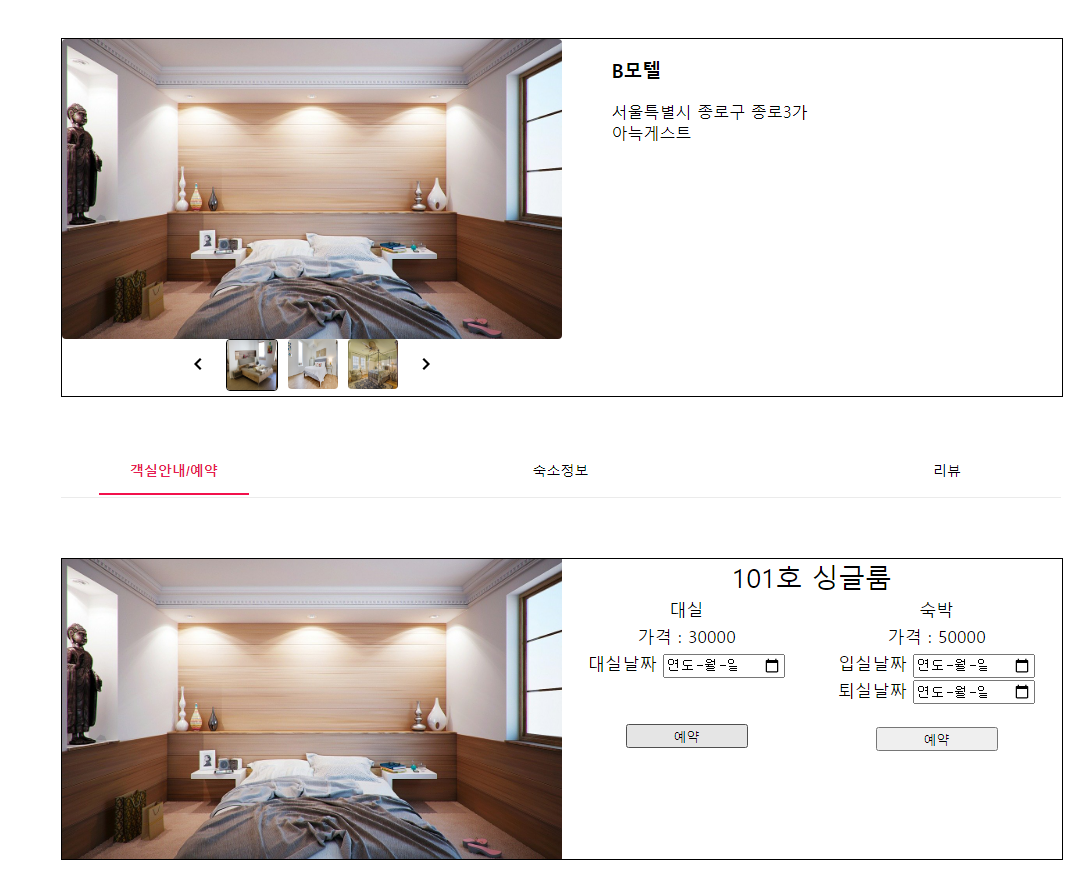 B모텔
서울특별시 종로구 종로3가
아늑게스트
객실안내/예약
숙소정보
리뷰
101호 싱글룸
대실
숙박
가격 : 30000
가격 : 50000
대실날짜 연도-월-일
입실날짜 연도-월-일
퇴실날짜 연도-월-일
예약
예약